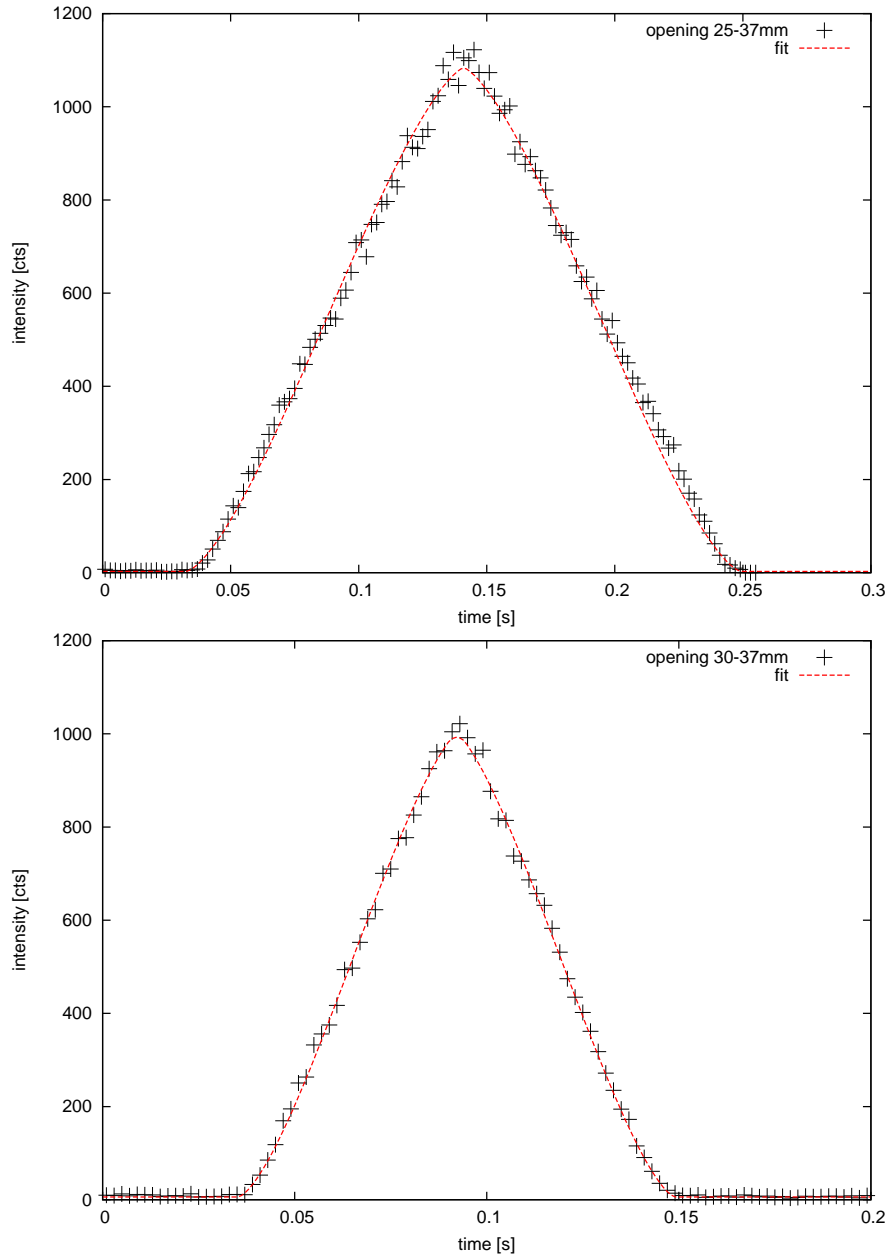 1200
1000
800
600
400
200
0
intensity [cts]
opening 25-37mm
fit
0 0.05 0.1 0.15 0.2 0.25 0.3
time [s]
1200
1000
800
600
400
200
0
intensity [cts]
opening 30-37mm
fit
0 0.05 0.1 0.15 0.2
time [s]